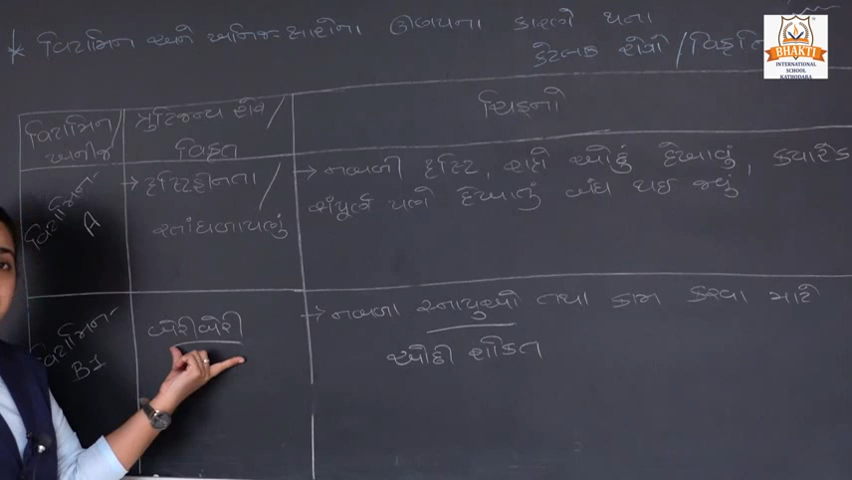 * વિટામિન અને ખનિજ-ક્ષારોના ઊણપના કારણે થતા
કેટલાક રોગો / વિકૃતિ
BHAKTI
INTERNATIONAL
SCHOOL
KATHODARA
વિટામિન/
ખનીજ
ત્રુટિજન્ય રોગ/
વિકૃત
ચિહ્નો
વિટામિન-
A
→ દૃષ્ટિહીનતા /
રતાંધળાપણું
→ નબળી દૃષ્ટિ, રાત્રે ઓછું દેખાવું, ક્યારેક
સંપૂર્ણ પણે દેખાતું બંધ થઈ જવું
વિટામિન-
B1
બેરીબેરી
→ નબળા સ્નાયુઓ તથા કામ કરવા માટે
ઓછી શક્તિ